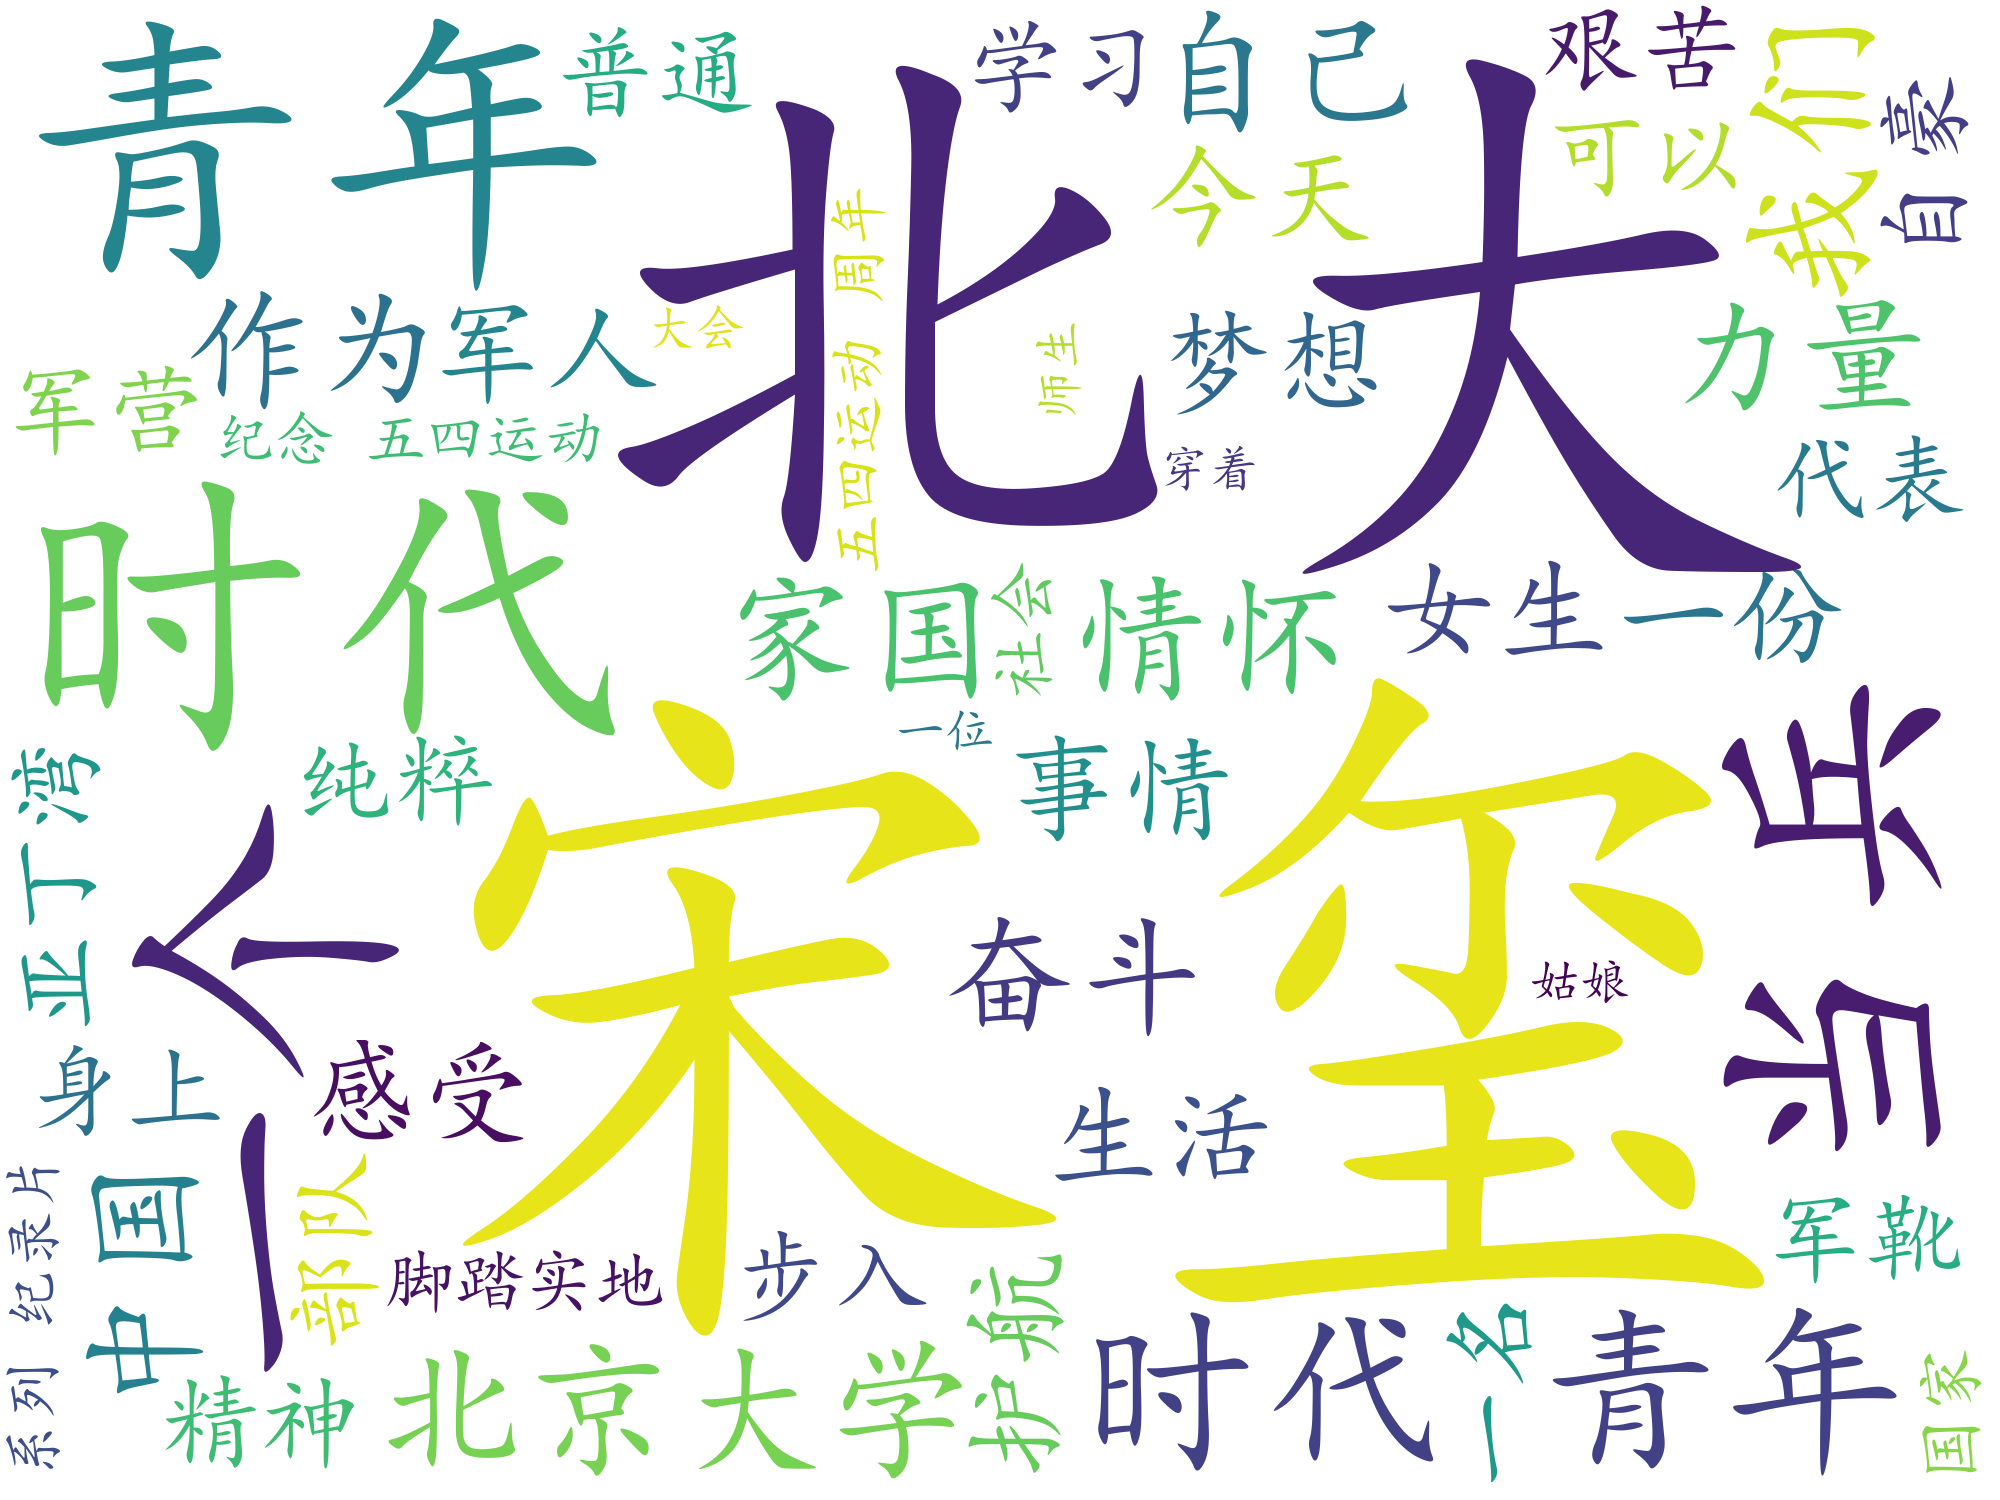 青年
普通
北大
学习
自己
艰苦
我们
自豪
可以
今天
五四运动 周年
作为
军人
大会
师生
梦想
力量
军营
纪念 五四运动
穿着
代表
时代
家国
社会
情怀
女生
一份
一位
纯粹
事情
亚丁湾
一个
宋玺
乐兵
奋斗
姑娘
身上
感受
生活
中国
部队
系列 纪录片
脚踏实地
步入
护航
军靴
精神
北京大学
时代
一名
青年
国家